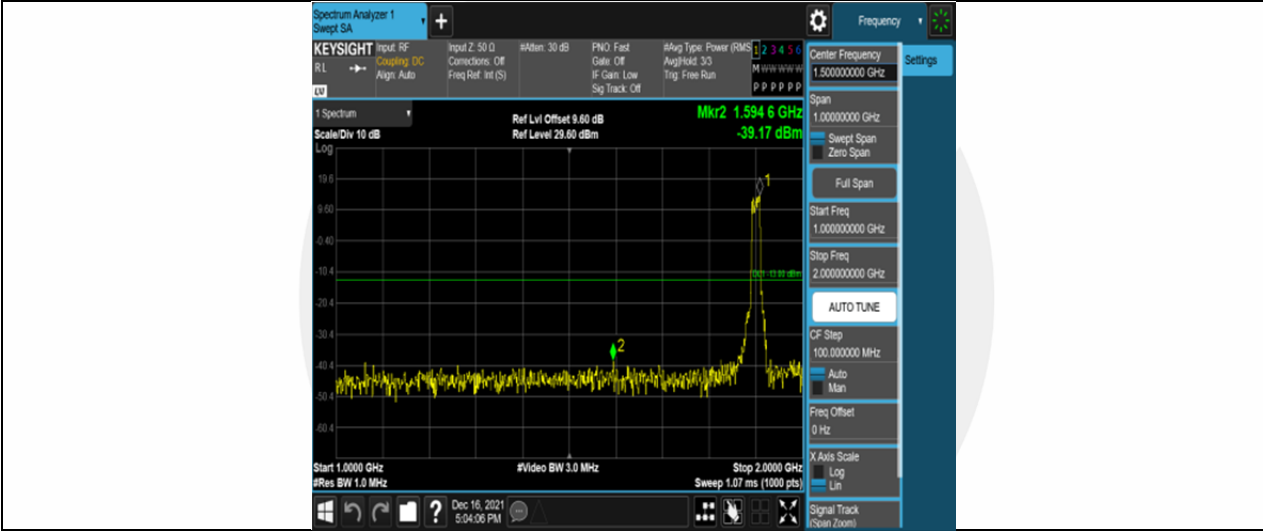 Spectrum Analyzer 1
Swept SA
+
Frequency
KEYSIGHT
RL
LV
Input: RF
Coupling: DC
Align: Auto
Input Z: 50 Ω
Corrections: Off
Freq Ref: Int (S)
#Atten: 30 dB
PNO: Fast
Gate: Off
IF Gain: Low
Sig Track: Off
#Avg Type: Power (RMS
Avg|Hold: 3/3
Trig: Free Run
1 2 3 4 5 6
M W W W W W
P P P P P P
Center Frequency
1.500000000 GHz
Settings
Span
1.00000000 GHz
Swept Span
Zero Span
Full Span
Start Freq
1.000000000 GHz
Stop Freq
2.000000000 GHz
AUTO TUNE
CF Step
100.000000 MHz
Auto
Man
Freq Offset
0 Hz
X Axis Scale
Log
Lin
Signal Track
(Span Zoom)
1 Spectrum
Scale/Div 10 dB
Ref Lvl Offset 9.60 dB
Ref Level 29.60 dBm
Mkr2 1.594 6 GHz
-39.17 dBm
Log
19.6
9.60
-0.40
-10.4
-20.4
-30.4
-40.4
-50.4
-60.4
1
DL1 -13.00 dBm
2
Start 1.0000 GHz
#Res BW 1.0 MHz
#Video BW 3.0 MHz
Stop 2.0000 GHz
Sweep 1.07 ms (1000 pts)
?
Dec 16, 2021
5:04:06 PM